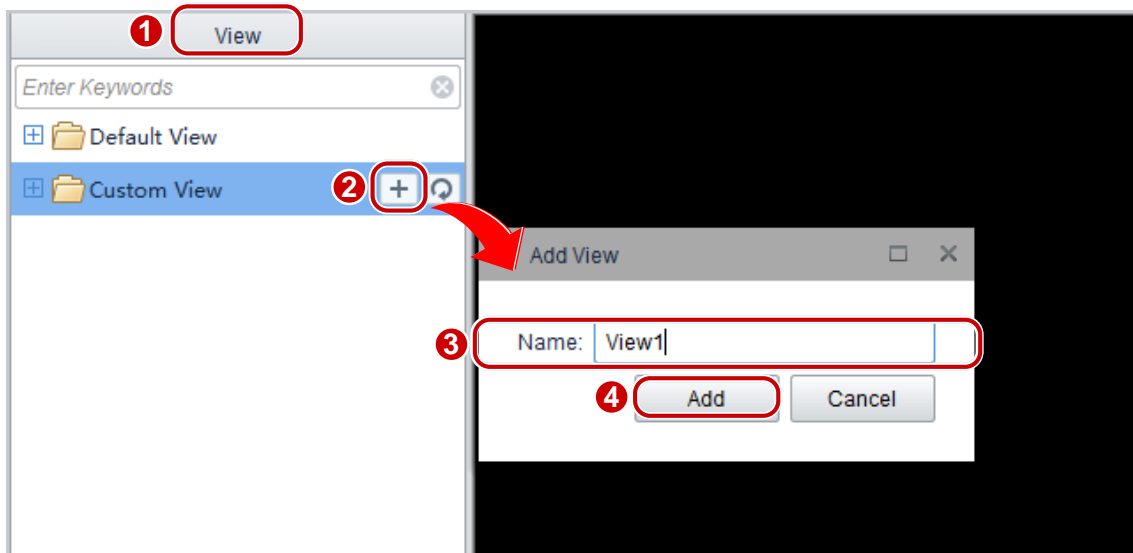 1 View
Enter Keywords
Default View
Custom View 2
Add View
3 Name: View1
4 Add Cancel